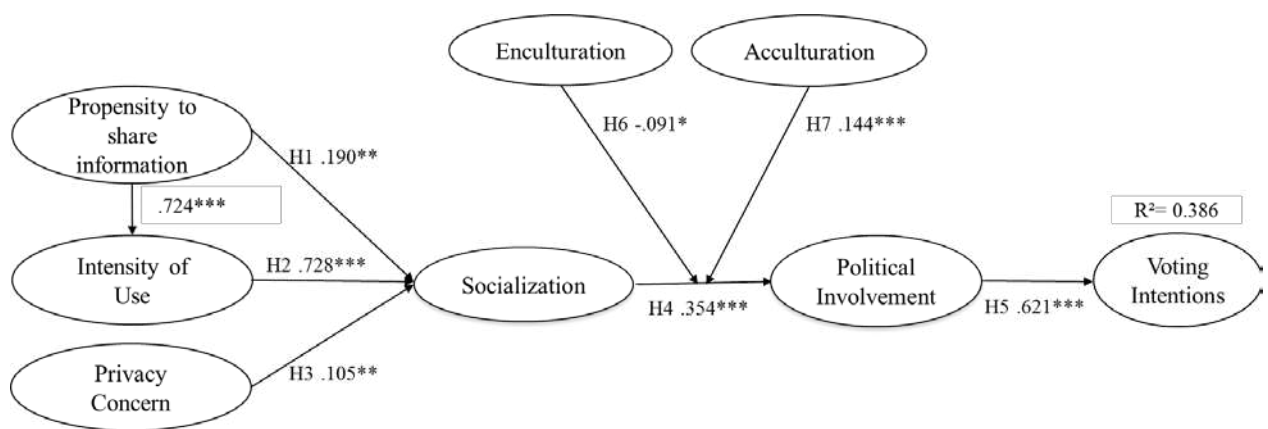 Enculturation
Acculturation
Propensity to
share
information
H6 -.091*
H7 .144***
H1 .190**
.724***
R²= 0.386
Intensity of
Use
H2 .728***
Socialization
H4 .354***
Political
Involvement
H5 .621***
Voting
Intentions
Privacy
Concern
H3 .105**